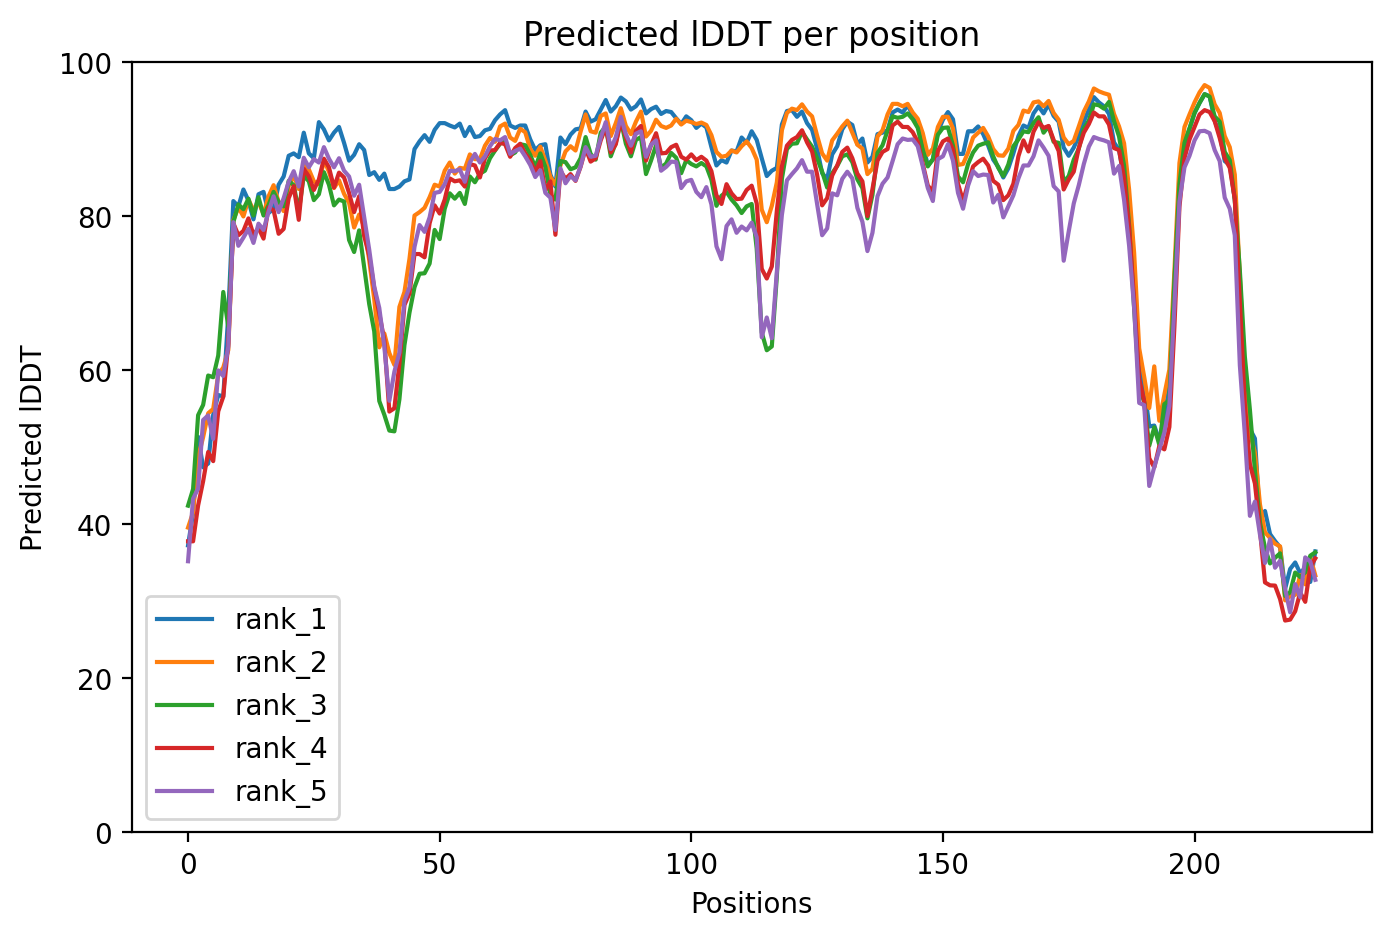 Predicted lDDT per position
Predicted lDDT
100
80
60
40
20
0
rank_1
rank_2
rank_3
rank_4
rank_5
0 50 100 150 200
Positions